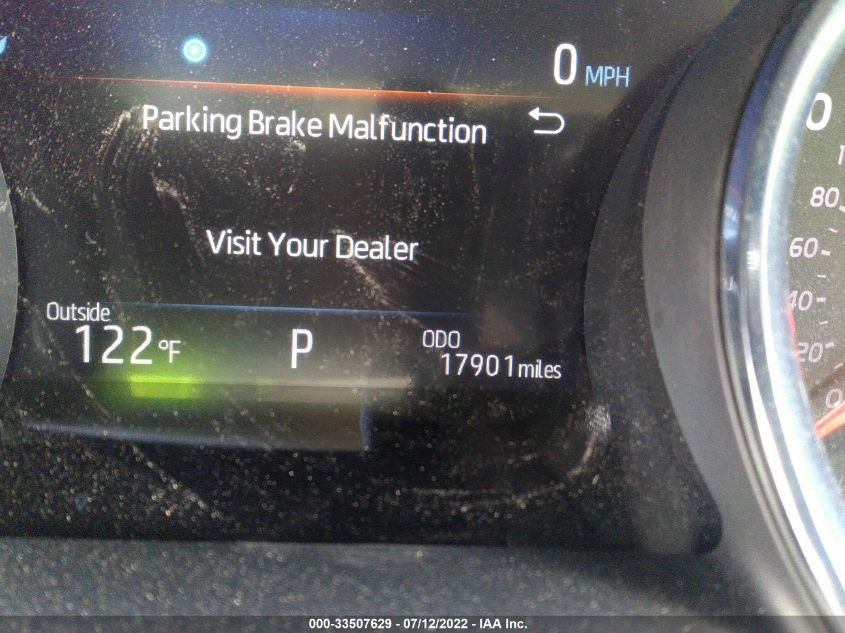 0 MPH
Parking Brake Malfunction
Visit Your Dealer
Outside
122°F
P
ODO
17901 miles
80
60
40
20
0
000-33507629 - 07/12/2022 - IAA Inc.